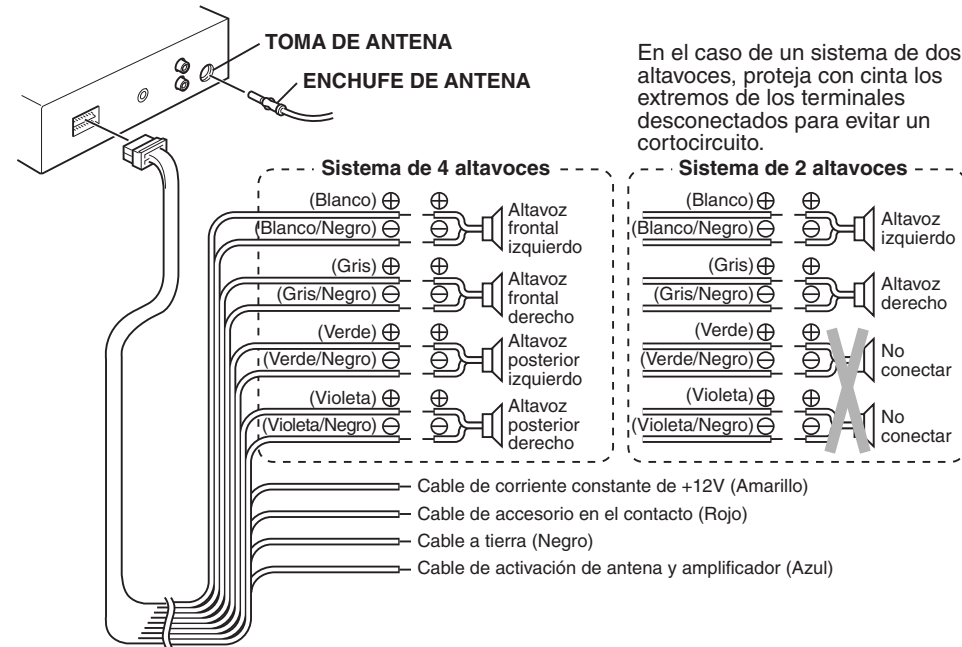 TOMA DE ANTENA
ENCHUFE DE ANTENA
En el caso de un sistema de dos
altavoces, proteja con cinta los
extremos de los terminales
desconectados para evitar un
cortocircuito.
Sistema de 4 altavoces
(Blanco) ⊕ ⊕
(Blanco/Negro) ⊖ ⊖
Altavoz
frontal
izquierdo
(Gris) ⊕ ⊕
(Gris/Negro) ⊖ ⊖
Altavoz
frontal
derecho
(Verde) ⊕ ⊕
(Verde/Negro) ⊖ ⊖
Altavoz
posterior
izquierdo
(Violeta) ⊕ ⊕
(Violeta/Negro) ⊖ ⊖
Altavoz
posterior
derecho
Sistema de 2 altavoces
(Blanco) ⊕ ⊕
(Blanco/Negro) ⊖ ⊖
Altavoz
izquierdo
(Gris) ⊕ ⊕
(Gris/Negro) ⊖ ⊖
Altavoz
derecho
(Verde) ⊕ ⊕
(Verde/Negro) ⊖ ⊖
No
conectar
(Violeta) ⊕ ⊕
(Violeta/Negro) ⊖ ⊖
No
conectar
Cable de corriente constante de +12V (Amarillo)
Cable de accesorio en el contacto (Rojo)
Cable a tierra (Negro)
Cable de activación de antena y amplificador (Azul)